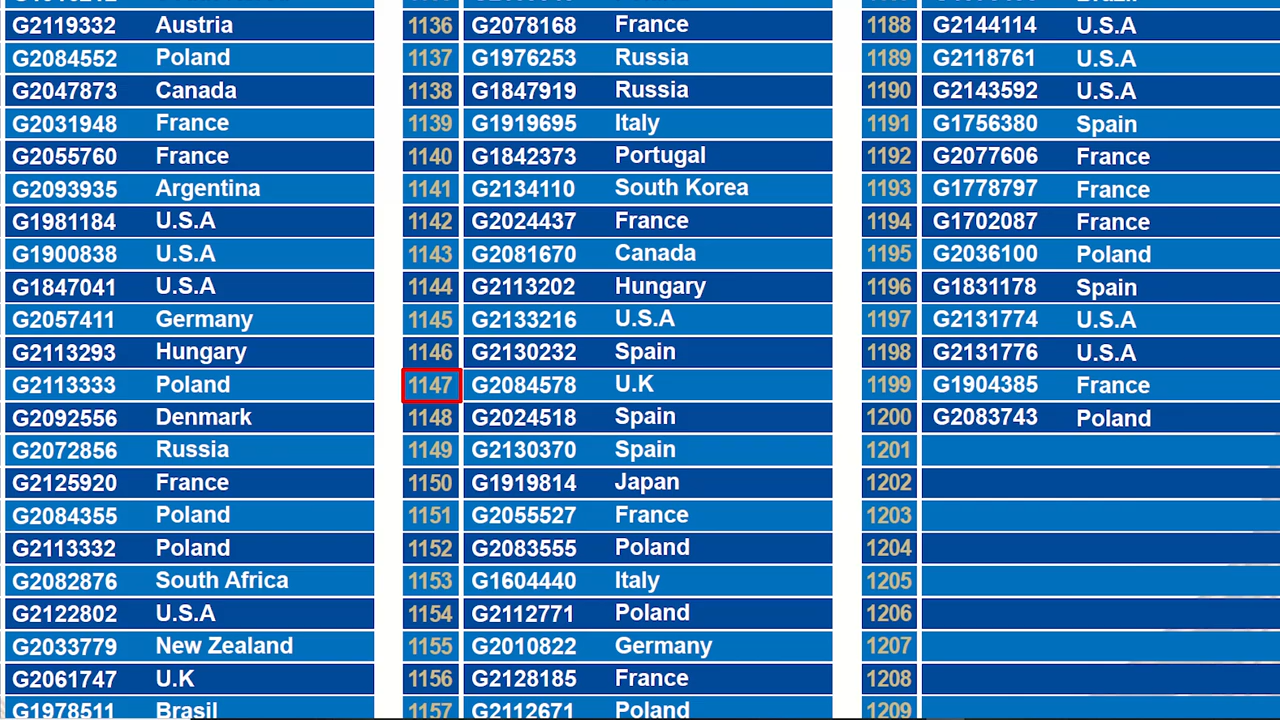 G2119332 Austria
G2084552 Poland
G2047873 Canada
G2031948 France
G2055760 France
G2093935 Argentina
G1981184 U.S.A
G1900838 U.S.A
G1847041 U.S.A
G2057411 Germany
G2113293 Hungary
G2113333 Poland
G2092556 Denmark
G2072856 Russia
G2125920 France
G2084355 Poland
G2113332 Poland
G2082876 South Africa
G2122802 U.S.A
G2033779 New Zealand
G2061747 U.K
G1978511 Brasil
1136 G2078168 France
1137 G1976253 Russia
1138 G1847919 Russia
1139 G1919695 Italy
1140 G1842373 Portugal
1141 G2134110 South Korea
1142 G2024437 France
1143 G2081670 Canada
1144 G2113202 Hungary
1145 G2133216 U.S.A
1146 G2130232 Spain
1147 G2084578 U.K
1148 G2024518 Spain
1149 G2130370 Spain
1150 G1919814 Japan
1151 G2055527 France
1152 G2083555 Poland
1153 G1604440 Italy
1154 G2112771 Poland
1155 G2010822 Germany
1156 G2128185 France
1157 G2112671 Poland
1188 G2144114 U.S.A
1189 G2118761 U.S.A
1190 G2143592 U.S.A
1191 G1756380 Spain
1192 G2077606 France
1193 G1778797 France
1194 G1702087 France
1195 G2036100 Poland
1196 G1831178 Spain
1197 G2131774 U.S.A
1198 G2131776 U.S.A
1199 G1904385 France
1200 G2083743 Poland
1201
1202
1203
1204
1205
1206
1207
1208
1209